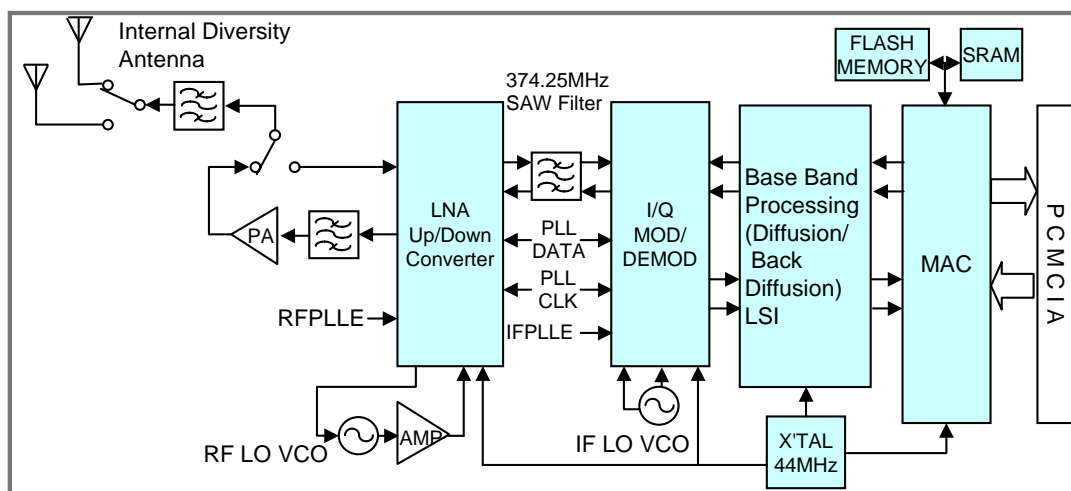 Internal Diversity
Antenna
374.25MHz
SAW Filter
FLASH
MEMORY
SRAM
LNA
Up/Down
Converter
PA
PLL
DATA
PLL
CLK
RFPLLE
IFPLLE
I/Q
MOD/
DEMOD
Base Band
Processing
(Diffusion/
Back
Diffusion)
LSI
MAC
PCMCIA
RF LO VCO
AMP
IF LO VCO
X'TAL
44MHz